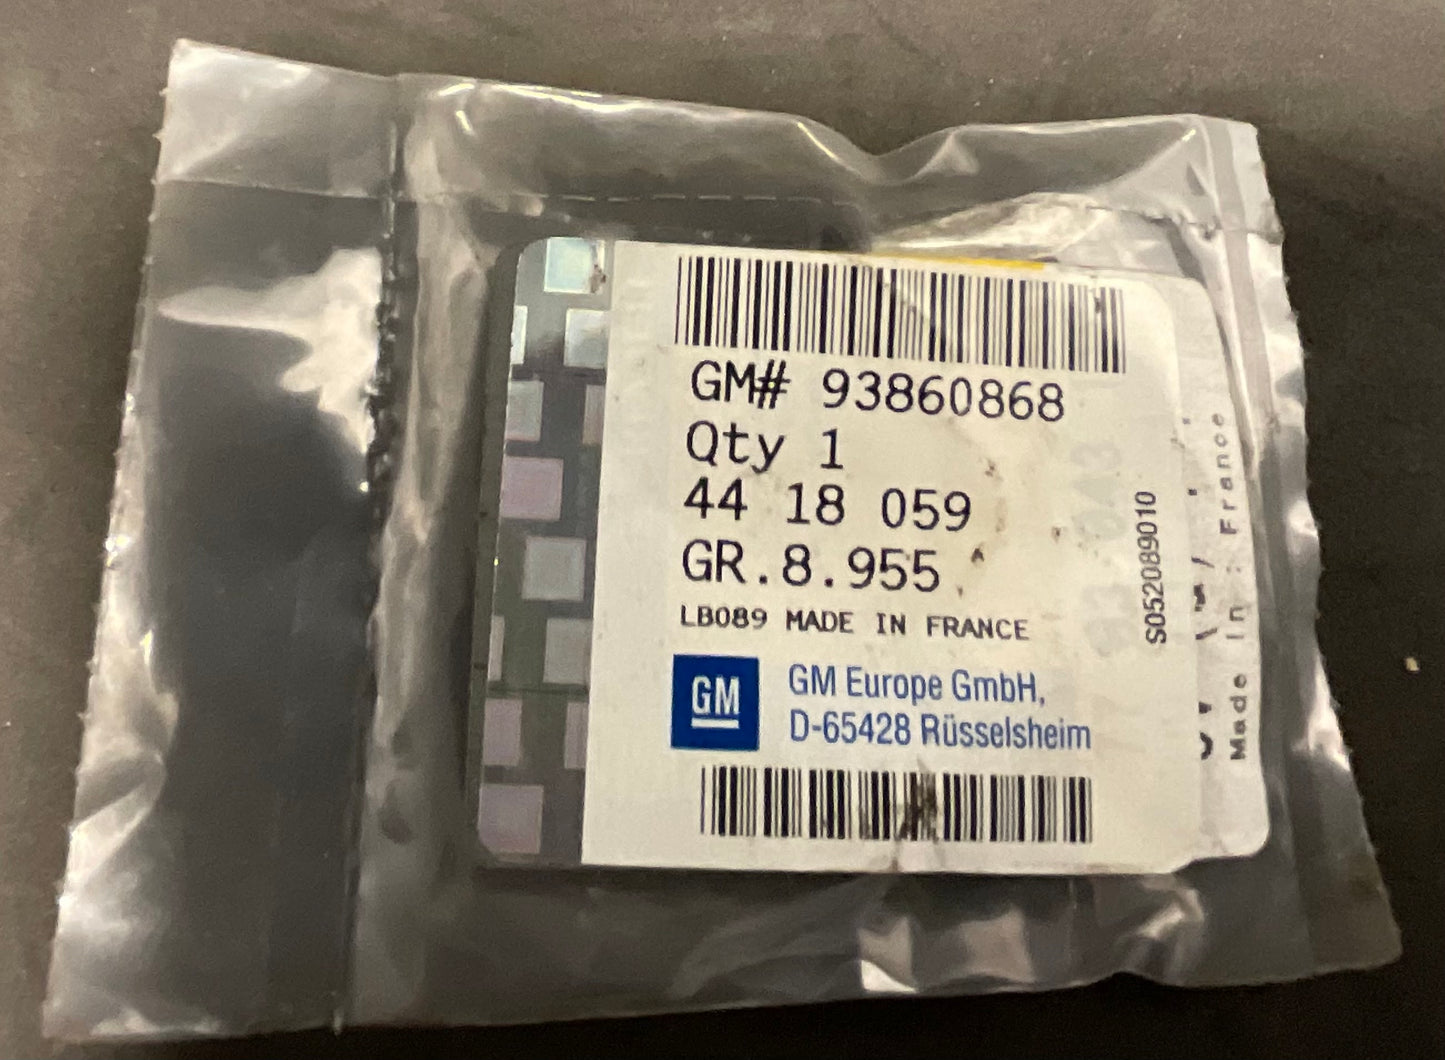 GM# 93860868
Qty 1
44 18 059
GR.8.955
LB089 MADE IN FRANCE
GM
GM Europe GmbH,
D-65428 Rüsselsheim
S052089010
Made in : France